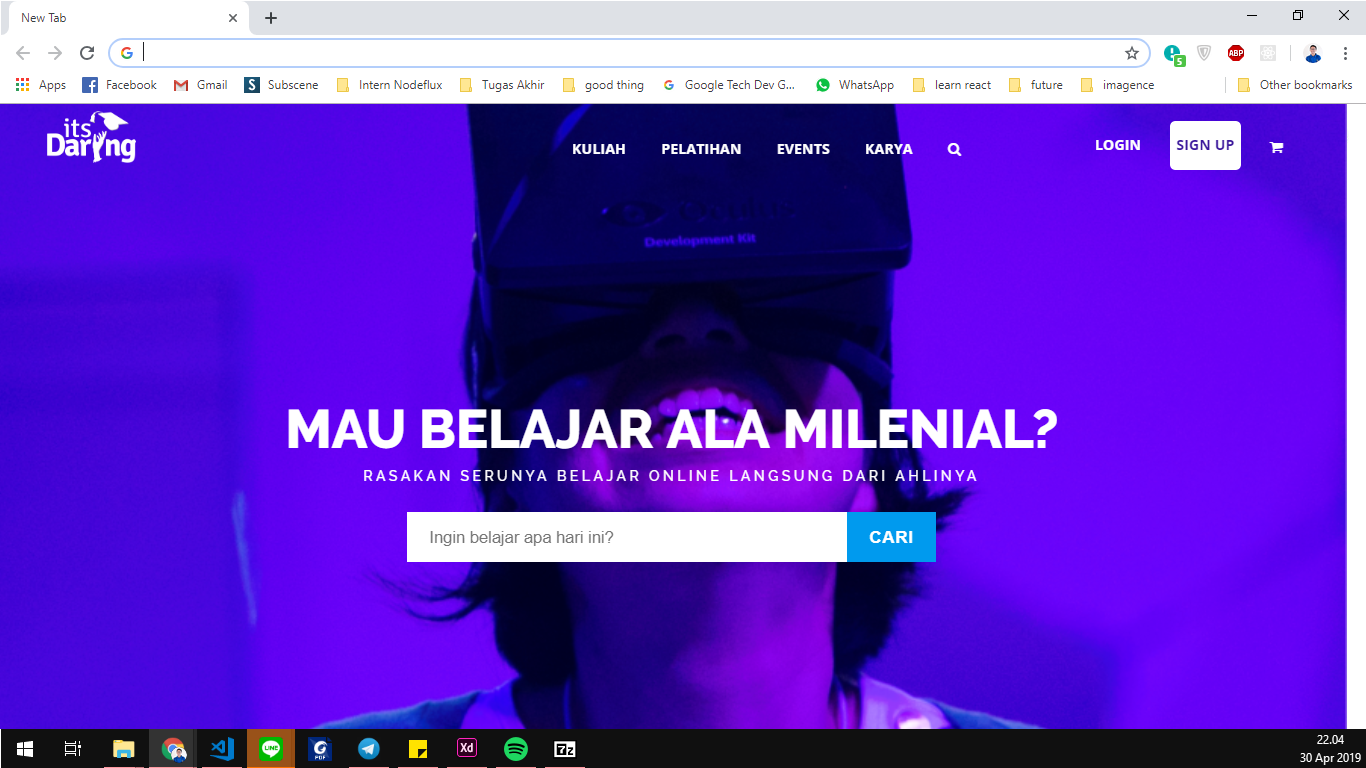 New Tab
Apps Facebook Gmail Subscene Intern Nodeflux Tugas Akhir good thing Google Tech Dev G... WhatsApp learn react future imagence Other bookmarks
its
Daring
KULIAH PELATIHAN EVENTS KARYA LOGIN SIGN UP
Development Kit
MAU BELAJAR ALA MILENIAL?
RASAKAN SERUNYA BELAJAR ONLINE LANGSUNG DARI AHLINYA
Ingin belajar apa hari ini? CARI
22.04
30 Apr 2019
ABP
5
S
LINE
PDF
Xd
7z